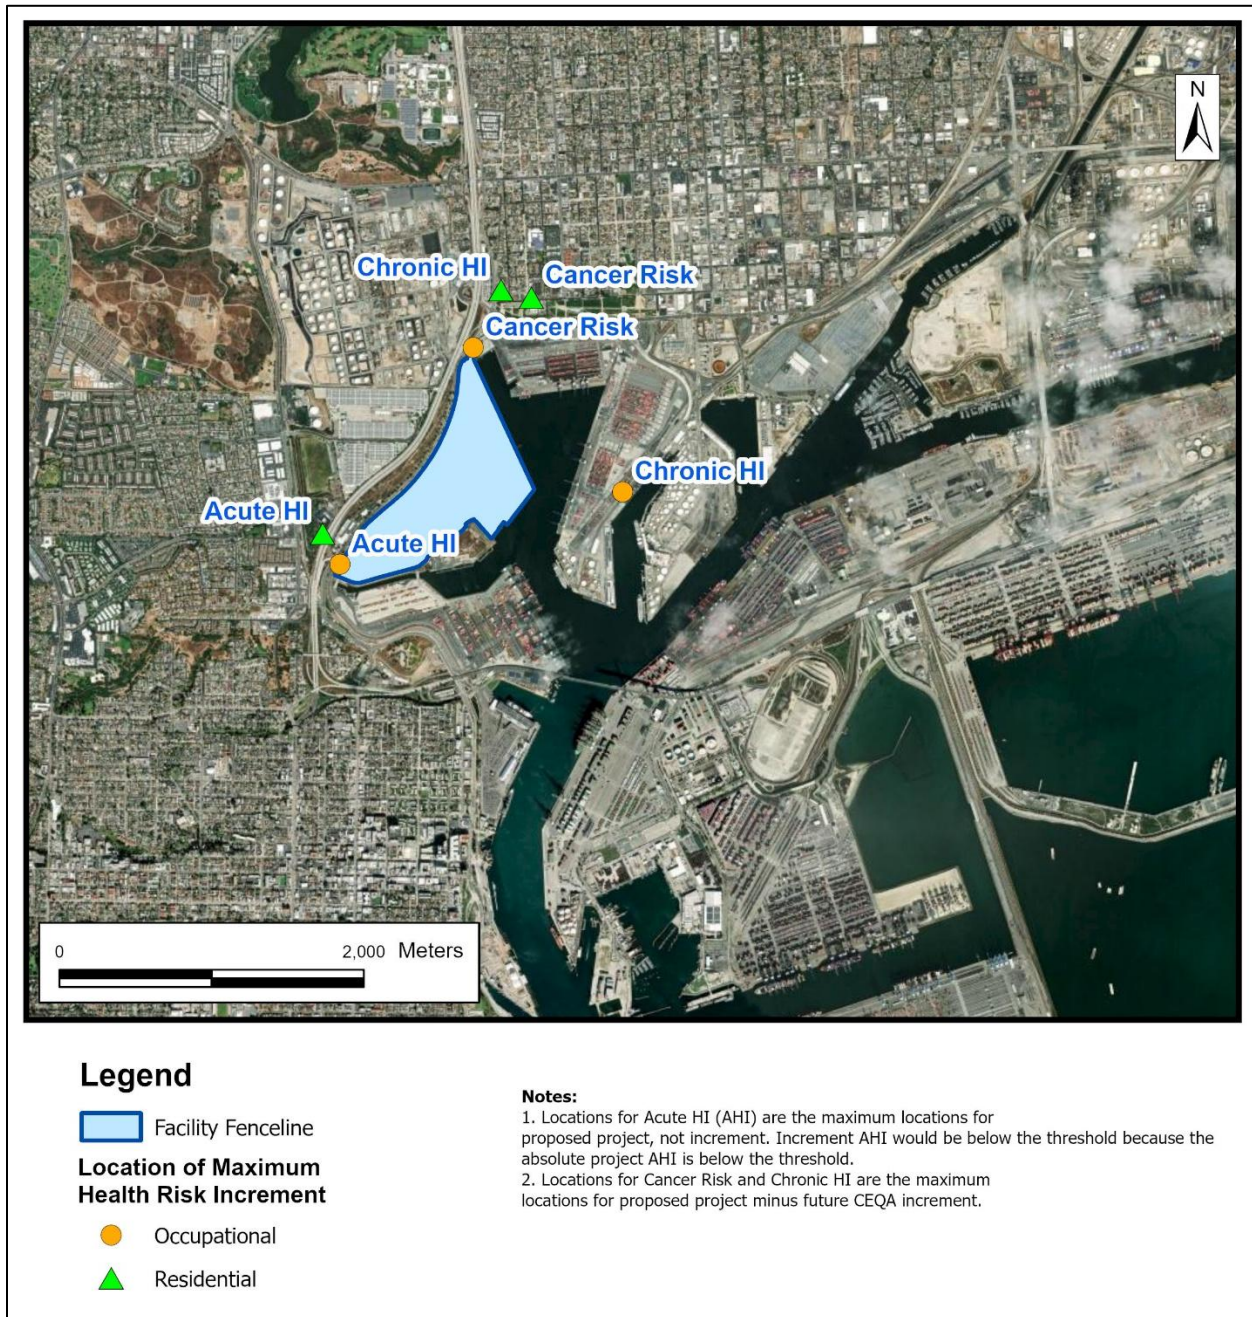 N
Chronic HI
Cancer Risk
Cancer Risk
Chronic HI
Acute HI
Acute HI
0 2,000 Meters
Legend
Facility Fenceline
Location of Maximum
Health Risk Increment
Occupational
Residential
Notes:
1. Locations for Acute HI (AHI) are the maximum locations for
proposed project, not increment. Increment AHI would be below the threshold because the
absolute project AHI is below the threshold.
2. Locations for Cancer Risk and Chronic HI are the maximum
locations for proposed project minus future CEQA increment.